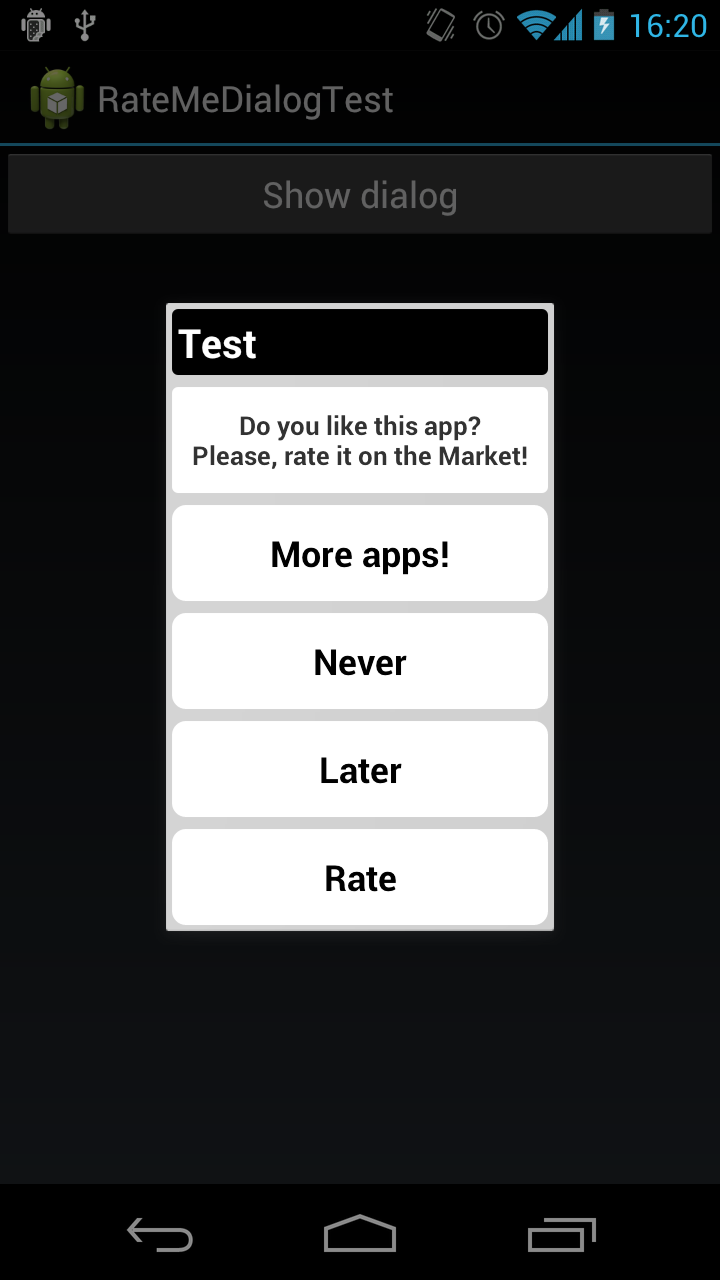 16:20
RateMeDialogTest
Show dialog
Test
Do you like this app?
Please, rate it on the Market!
More apps!
Never
Later
Rate